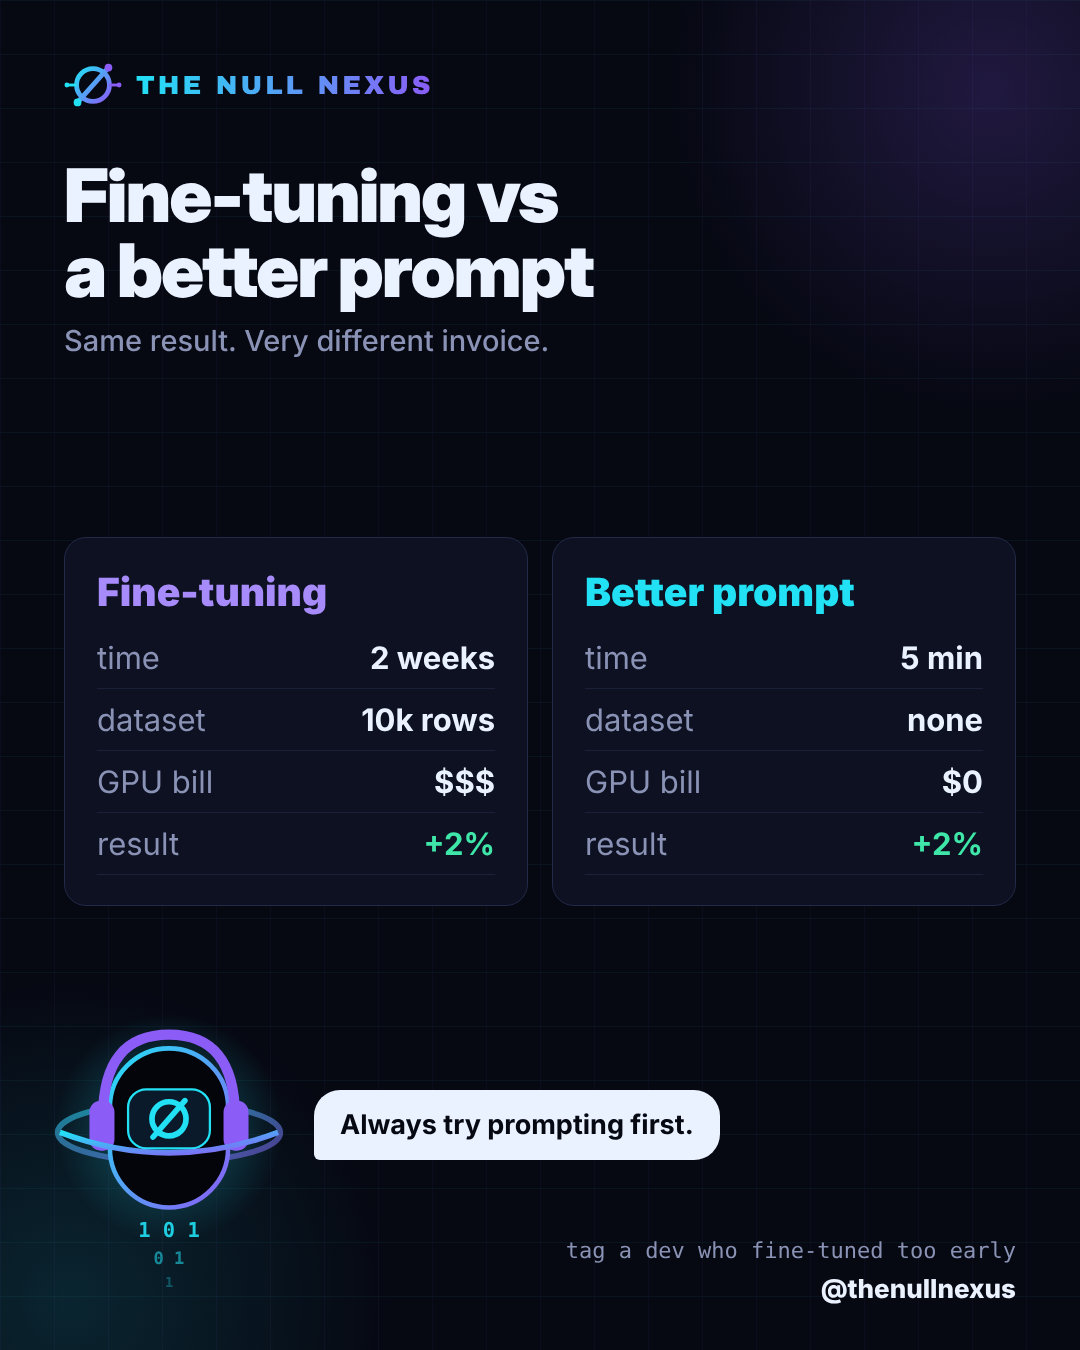 THE NULL NEXUS
Fine-tuning vs
a better prompt
Same result. Very different invoice.
Fine-tuning
time 2 weeks
dataset 10k rows
GPU bill $$$
result +2%
Better prompt
time 5 min
dataset none
GPU bill $0
result +2%
Always try prompting first.
1 0 1
0 1
1
tag a dev who fine-tuned too early
@thenullnexus